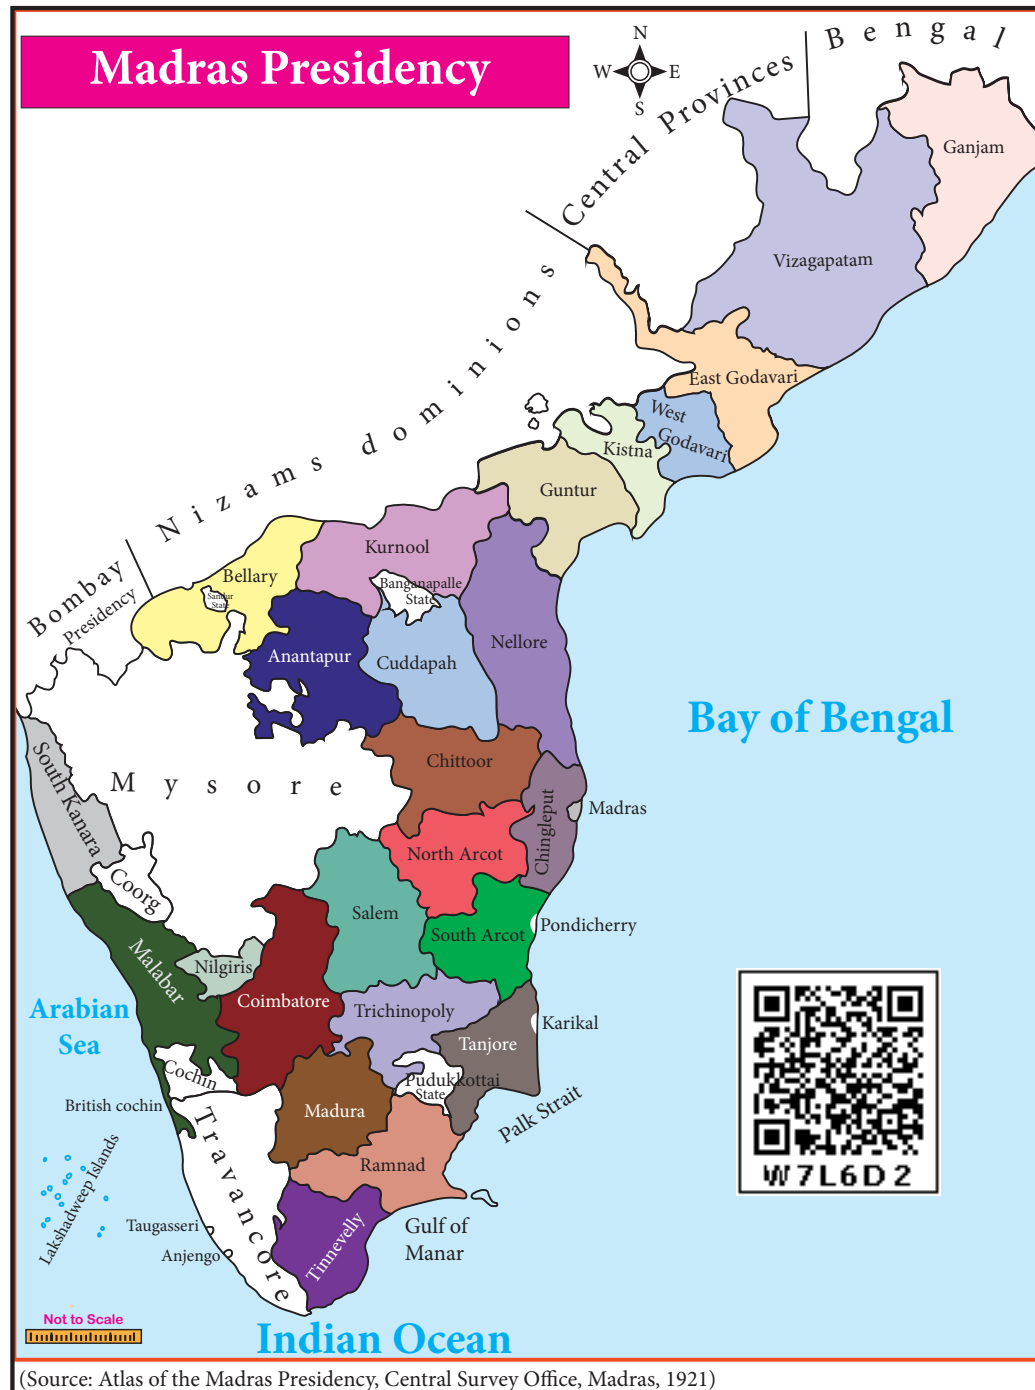 Madras Presidency
N
W
E
S
Bengal
Central Provinces
Ganjam
Vizagapatam
Nizams dominions
East Godavari
West
Godavari
Kistna
Guntur
Kurnool
Bombay
Presidency
Bellary
Sandur
State
Banganapalle
State
Anantapur
Cuddapah
Nellore
Bay of Bengal
Chittoor
Mysore
South Kanara
Chingleput
Madras
North Arcot
Coorg
Salem
South Arcot
Pondicherry
Malabar
Nilgiris
Coimbatore
Trichinopoly
Arabian
Sea
Karikal
Tanjore
Cochin
Pudukkottai
State
British cochin
Madura
Palk Strait
Travancore
Ramnad
Lakshadweep Islands
Taugasseri
Anjengo
Tinnevelly
Gulf of
Manar
W7L6D2
Not to Scale
Indian Ocean
(Source: Atlas of the Madras Presidency, Central Survey Office, Madras, 1921)